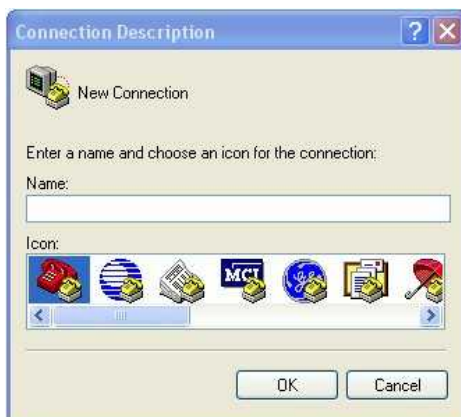 Connection Description
New Connection
Enter a name and choose an icon for the connection:
Name:
Icon:
MCI
OK
Cancel